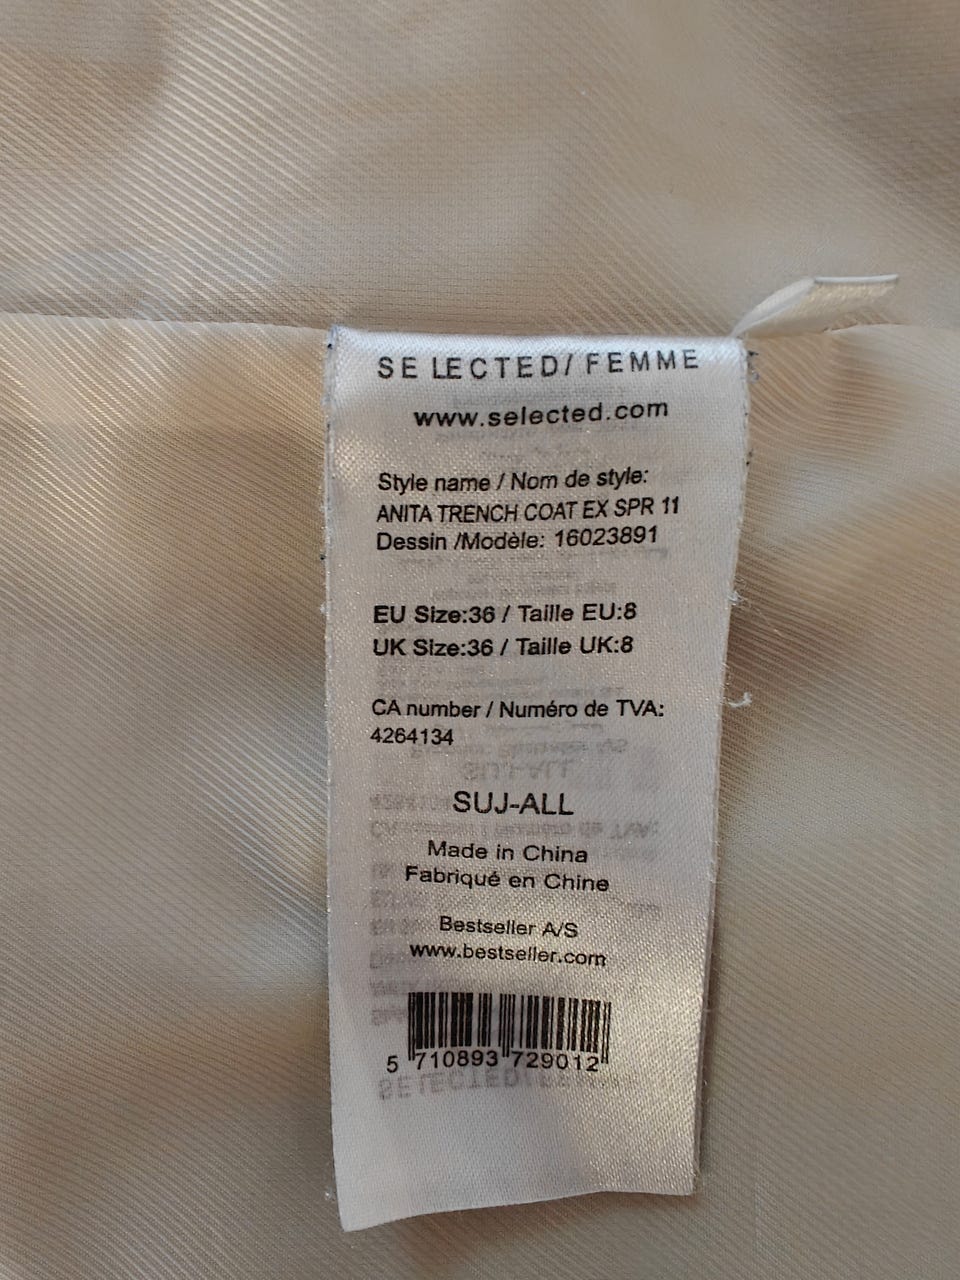 SELECTED/FEMME
www.selected.com
Style name / Nom de style:
ANITA TRENCH COAT EX SPR 11
Dessin /Modèle: 16023891
EU Size:36 / Taille EU:8
UK Size:36 / Taille UK:8
CA number / Numéro de TVA:
4264134
SUJ-ALL
Made in China
Fabriqué en Chine
Bestseller A/S
www.bestseller.com
5 710893 729012